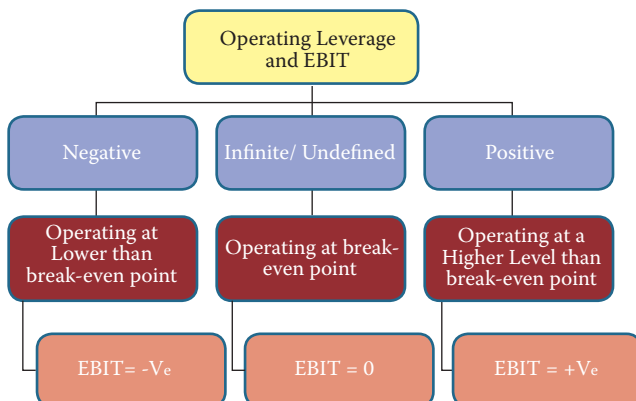 Operating Leverage
and EBIT
Negative
Infinite/ Undefined
Positive
Operating at
Lower than
break-even point
Operating at break-
even point
Operating at a
Higher Level than
break-even point
EBIT= -Ve
EBIT = 0
EBIT = +Ve